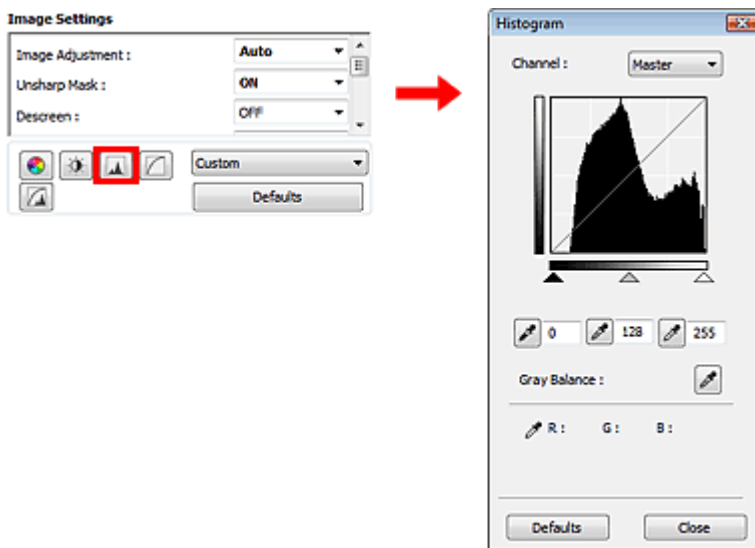 Image Settings
Image Adjustment : Auto
Unsharp Mask : ON
Descreen : OFF
Custom
Defaults
Histogram
Channel : Master
0 128 255
Gray Balance :
R : G : B :
Defaults Close